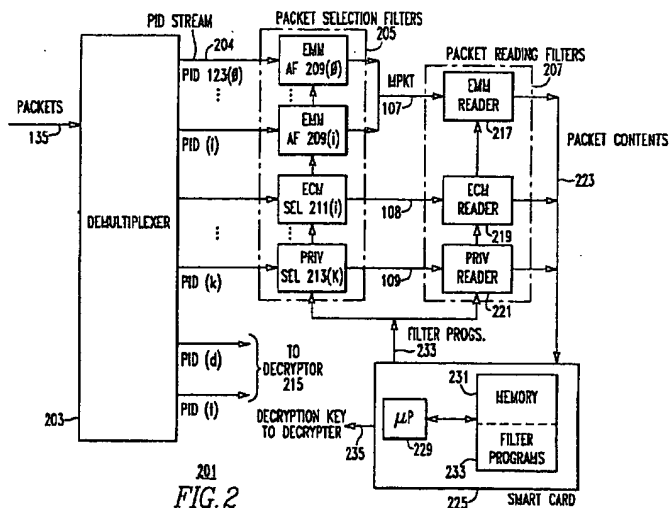 PACKET SELECTION FILTERS
PID STREAM
204
205
PID 123(0)
EMM
AF 209(0)
PACKET READING FILTERS
207
MPKT
107
EMM
READER
217
PACKETS
135
PID (i)
EMM
AF 209(i)
PACKET CONTENTS
223
DEMULTIPLEXER
ECM
SEL 211(i)
108
ECM
READER
219
PID (k)
PRIV
SEL 213(K)
109
PRIV
READER
221
FILTER PROGS.
233
PID (d)
TO
DECRYPTOR
215
PID (i)
203
DECRYPTION KEY
TO DECRYPTER
235
µP
229
231
MEMORY
FILTER
PROGRAMS
233
225
SMART CARD
201
FIG. 2